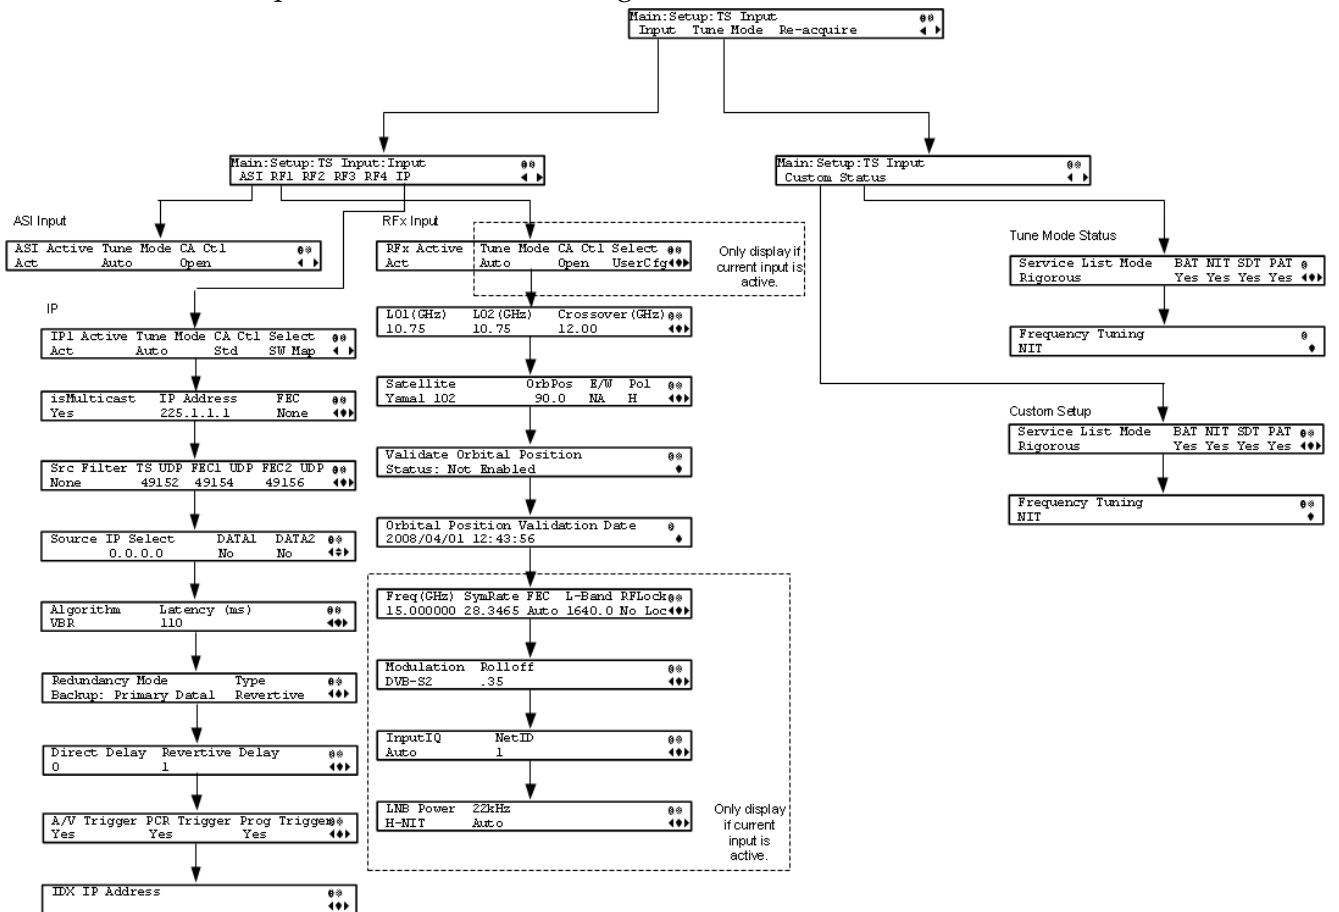 Main:Setup:TS Input
Input Tune Mode Re-acquire
Main:Setup:TS Input:Input
ASI RF1 RF2 RF3 RF4 IP
Main:Setup:TS Input
Custom Status
ASI Input
ASI Active Tune Mode CA Ctl
Act Auto Open
RFx Input
RFx Active Tune Mode CA Ctl Select
Act Auto Open UserCfg
Only display if
current input is
active.
LO1(GHz) LO2(GHz) Crossover(GHz)
10.75 10.75 12.00
Satellite OrbPos E/W Pol
Yamal 102 90.0 NA H
Validate Orbital Position
Status: Not Enabled
Orbital Position Validation Date
2008/04/01 12:43:56
Freq(GHz) SymRate FEC L-Band RFLock
15.000000 28.3465 Auto 1640.0 No Loc
Modulation Rolloff
DVB-S2 .35
InputIQ NetID
Auto 1
LNB Power 22kHz
H-NIT Auto
Only display
if current
input is
active.
IP
IP1 Active Tune Mode CA Ctl Select
Act Auto Std SW Map
isMulticast IP Address FEC
Yes 225.1.1.1 None
Src Filter TS UDP FEC1 UDP FEC2 UDP
None 49152 49154 49156
Source IP Select DATA1 DATA2
0.0.0.0 No No
Algorithm Latency (ms)
VBR 110
Redundancy Mode Type
Backup: Primary Data1 Revertive
Direct Delay Revertive Delay
0 1
A/V Trigger PCR Trigger Prog Trigger
Yes Yes Yes
IDX IP Address
Tune Mode Status
Service List Mode BAT NIT SDT PAT
Rigorous Yes Yes Yes Yes
Frequency Tuning
NIT
Custom Setup
Service List Mode BAT NIT SDT PAT
Rigorous Yes Yes Yes Yes
Frequency Tuning
NIT